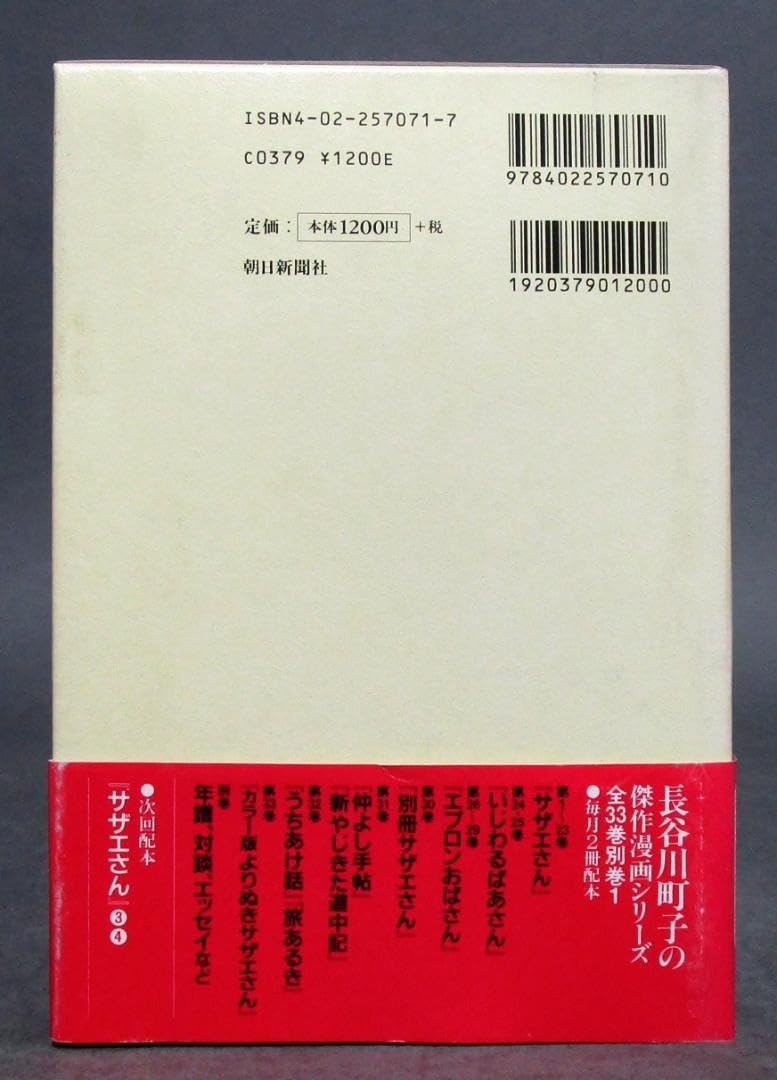 ISBN4-02-257071-7
C0379 ¥1200E
9784022570710
定価： 本体1200円 ＋税
朝日新聞社
1920379012000
長谷川町子の
傑作漫画シリーズ
全33巻別巻1
●毎月2冊配本
第1～23巻
『サザエさん』
第24・25巻
『いじわるばあさん』
第26～29巻
『エプロンおばさん』
第30巻
『別冊サザエさん』
第31巻
『仲よし手帖』
『新やじきた道中記』
第32巻
『うちあけ話』『旅あるき』
第33巻
『カラー版 よりぬきサザエさん』
別巻
年譜、対談、エッセイなど
●次回配本
『サザエさん』③④